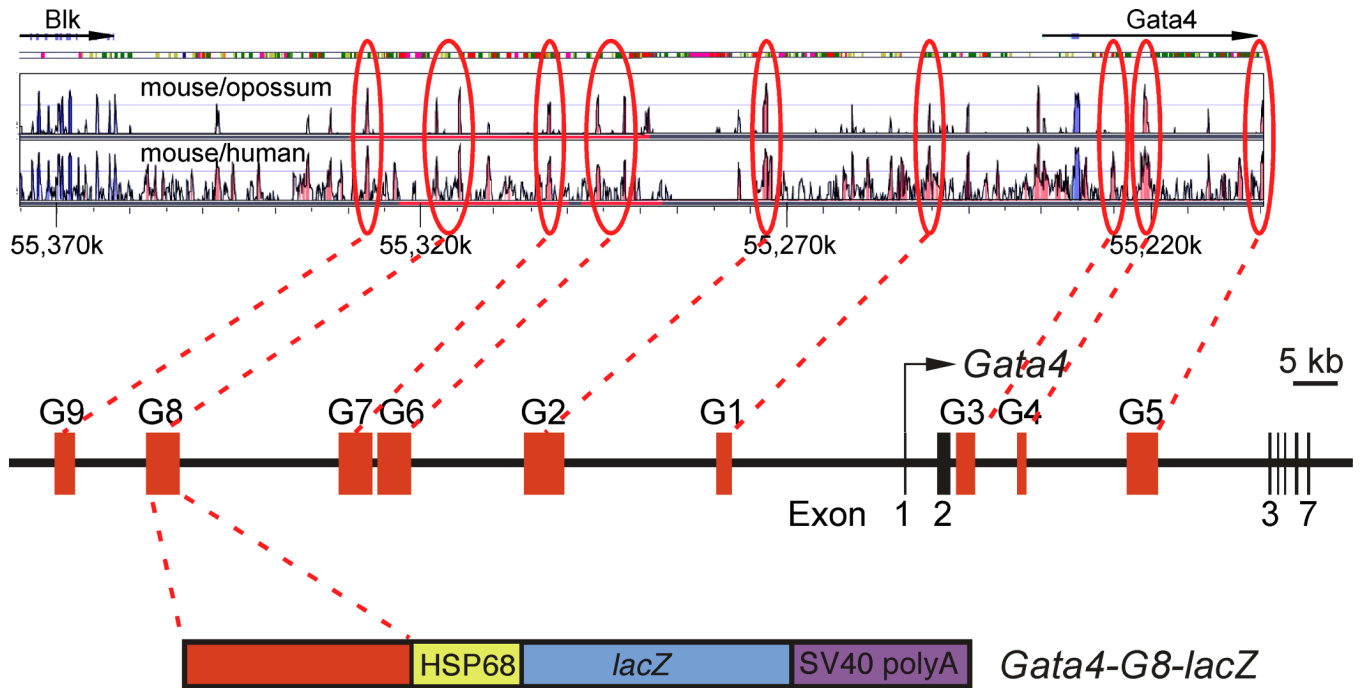 Blk Gata4
mouse/opossum
mouse/human
55,370k 55,320k 55,270k 55,220k
Gata4 5 kb
G9 G8 G7 G6 G2 G1 G3 G4 G5
Exon 1 2 3 7
HSP68 lacZ SV40 polyA Gata4-G8-lacZ